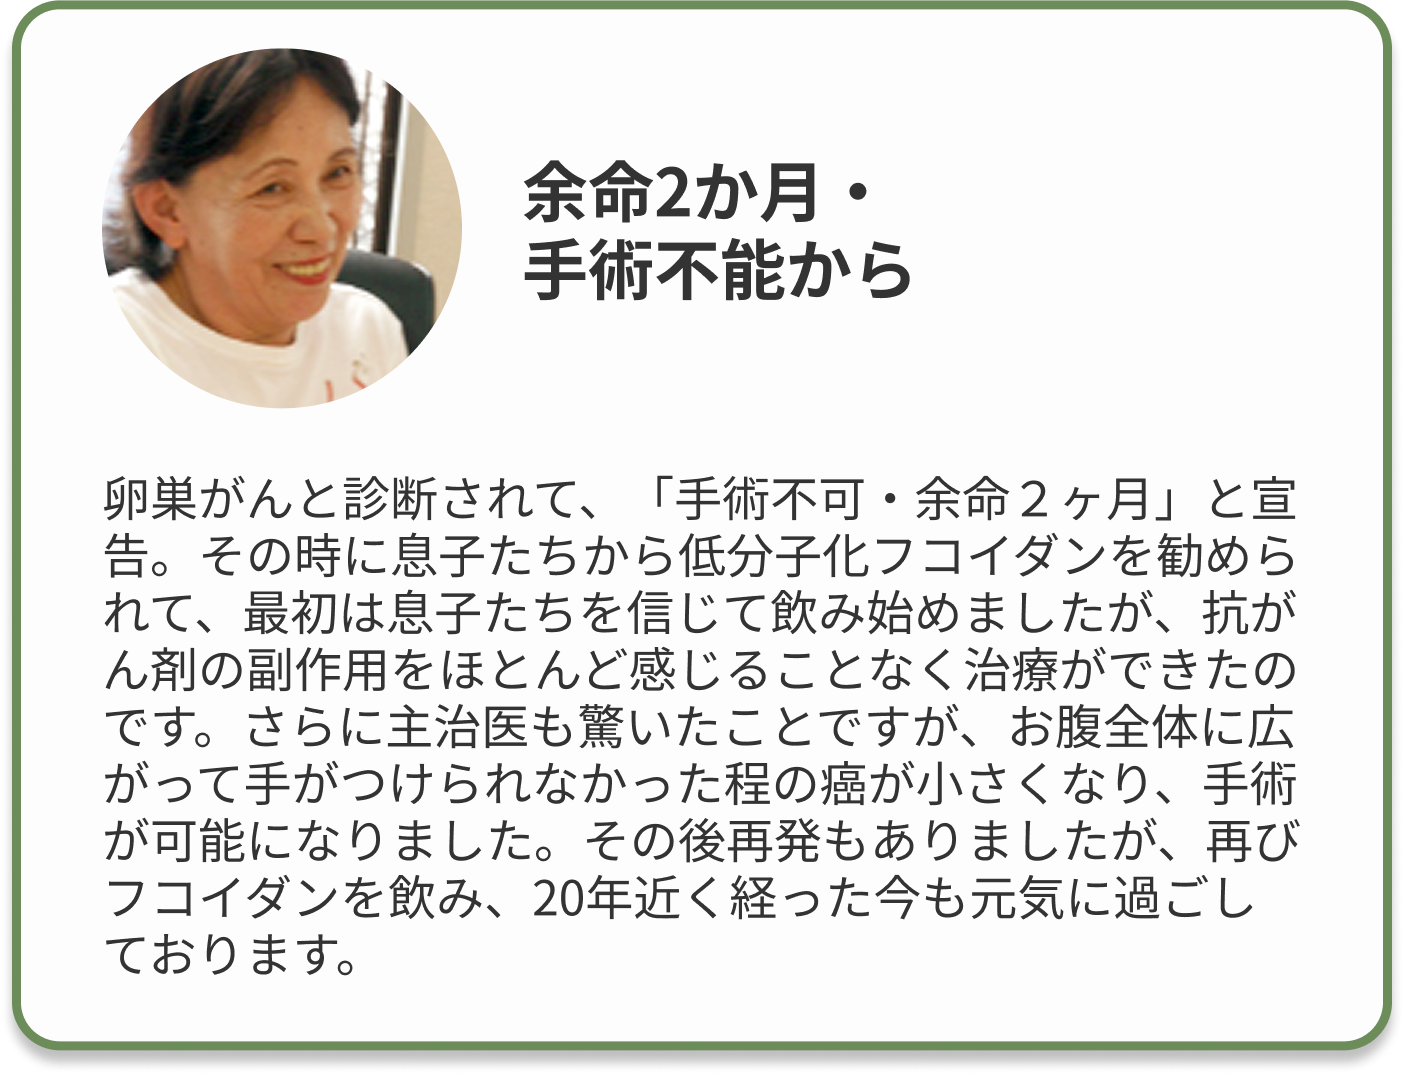 余命2か月・
手術不能から
卵巣がんと診断されて、「手術不可・余命２ヶ月」と宣
告。その時に息子たちから低分子化フコイダンを勧めら
れて、最初は息子たちを信じて飲み始めましたが、抗が
ん剤の副作用をほとんど感じることなく治療ができたの
です。さらに主治医も驚いたことですが、お腹全体に広
がって手がつけられなかった程の癌が小さくなり、手術
が可能になりました。その後再発もありましたが、再び
フコイダンを飲み、20年近く経った今も元気に過ごし
ております。